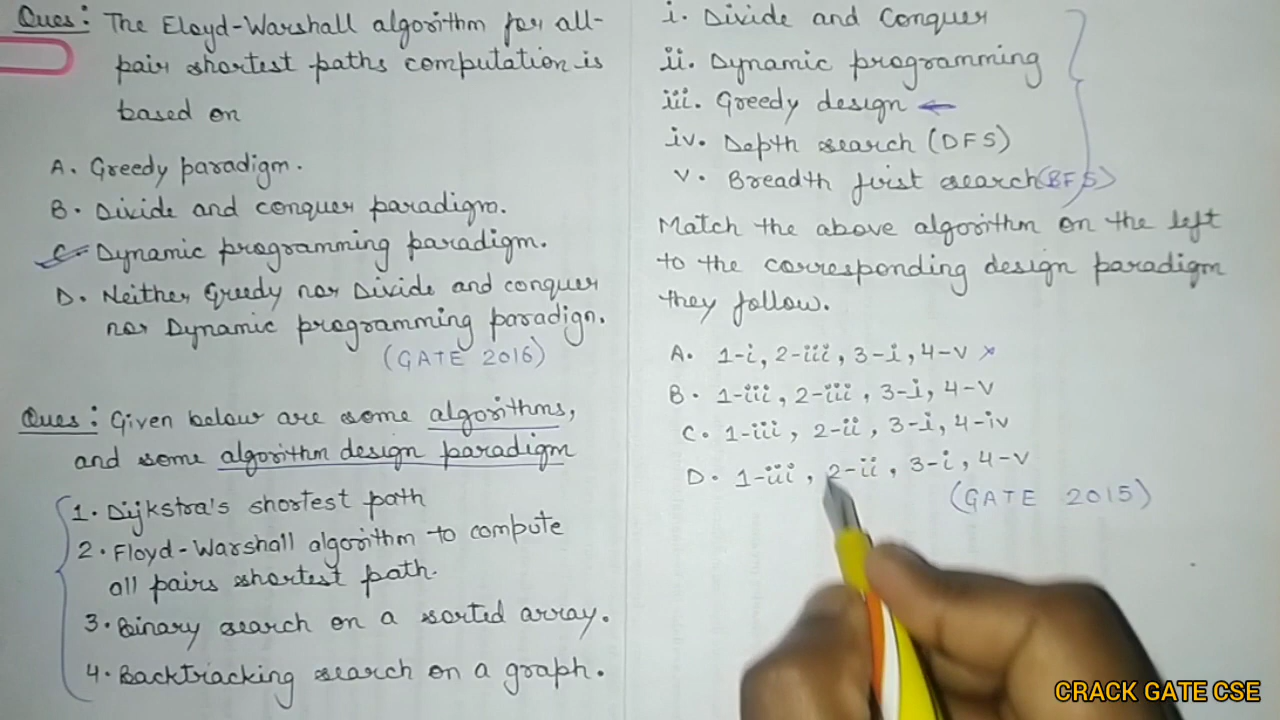 Ques: The Floyd-Warshall algorithm for all-
pair shortest paths computation is
based on
A. Greedy paradigm.
B. Divide and conquer paradigm.
C. Dynamic programming paradigm.
D. Neither Greedy nor Divide and conquer
nor Dynamic programming paradign.
(GATE 2016)
Ques: Given below are some algorithms,
and some algorithm design paradigm
1. Dijkstra's shortest path
2. Floyd-Warshall algorithm to compute
all pairs shortest path.
3. Binary search on a sorted array.
4. Backtracking search on a graph.
i. Divide and Conquer
ii. Dynamic programming
iii. Greedy design ←
iv. Depth search (DFS)
v. Breadth first search (BFS)
Match the above algorithm on the left
to the corresponding design paradigm
they follow.
A. 1-i, 2-iii, 3-i, 4-v ×
B. 1-iii, 2-iii, 3-i, 4-v
C. 1-iii, 2-ii, 3-i, 4-iv
D. 1-iii, 2-ii, 3-i, 4-v
(GATE 2015)
CRACK GATE CSE